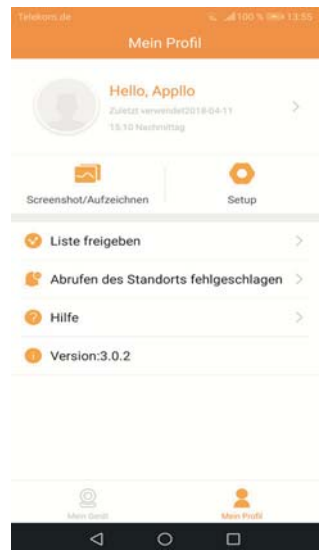 Telekom.de 100 % 13:55
Mein Profil
Hello, Appllo
Zuletzt verwendet2018-04-11
15:10 Nachmittag
Screenshot/Aufzeichnen Setup
Liste freigeben
Abrufen des Standorts fehlgeschlagen
Hilfe
Version:3.0.2
Mein Gerät Mein Profil